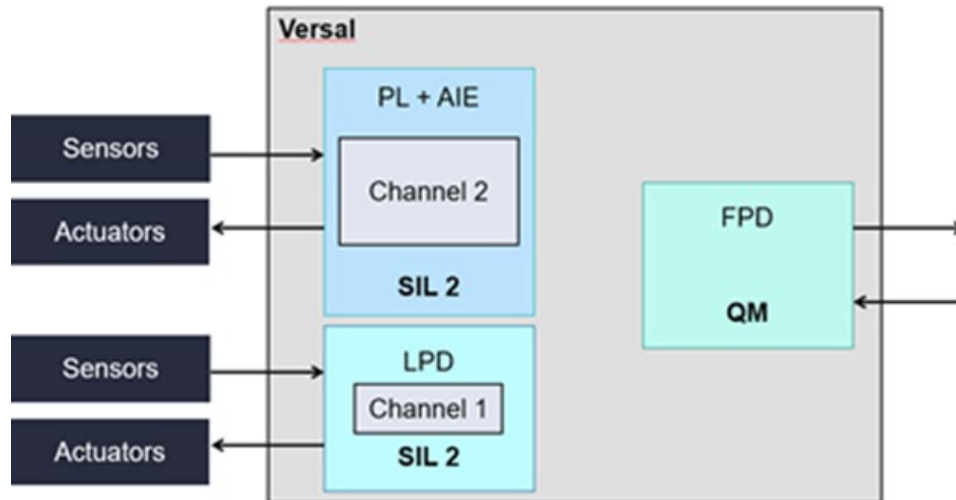 Versal
PL + AIE
Sensors
Channel 2
Actuators
SIL 2
FPD
QM
LPD
Sensors
Channel 1
Actuators
SIL 2